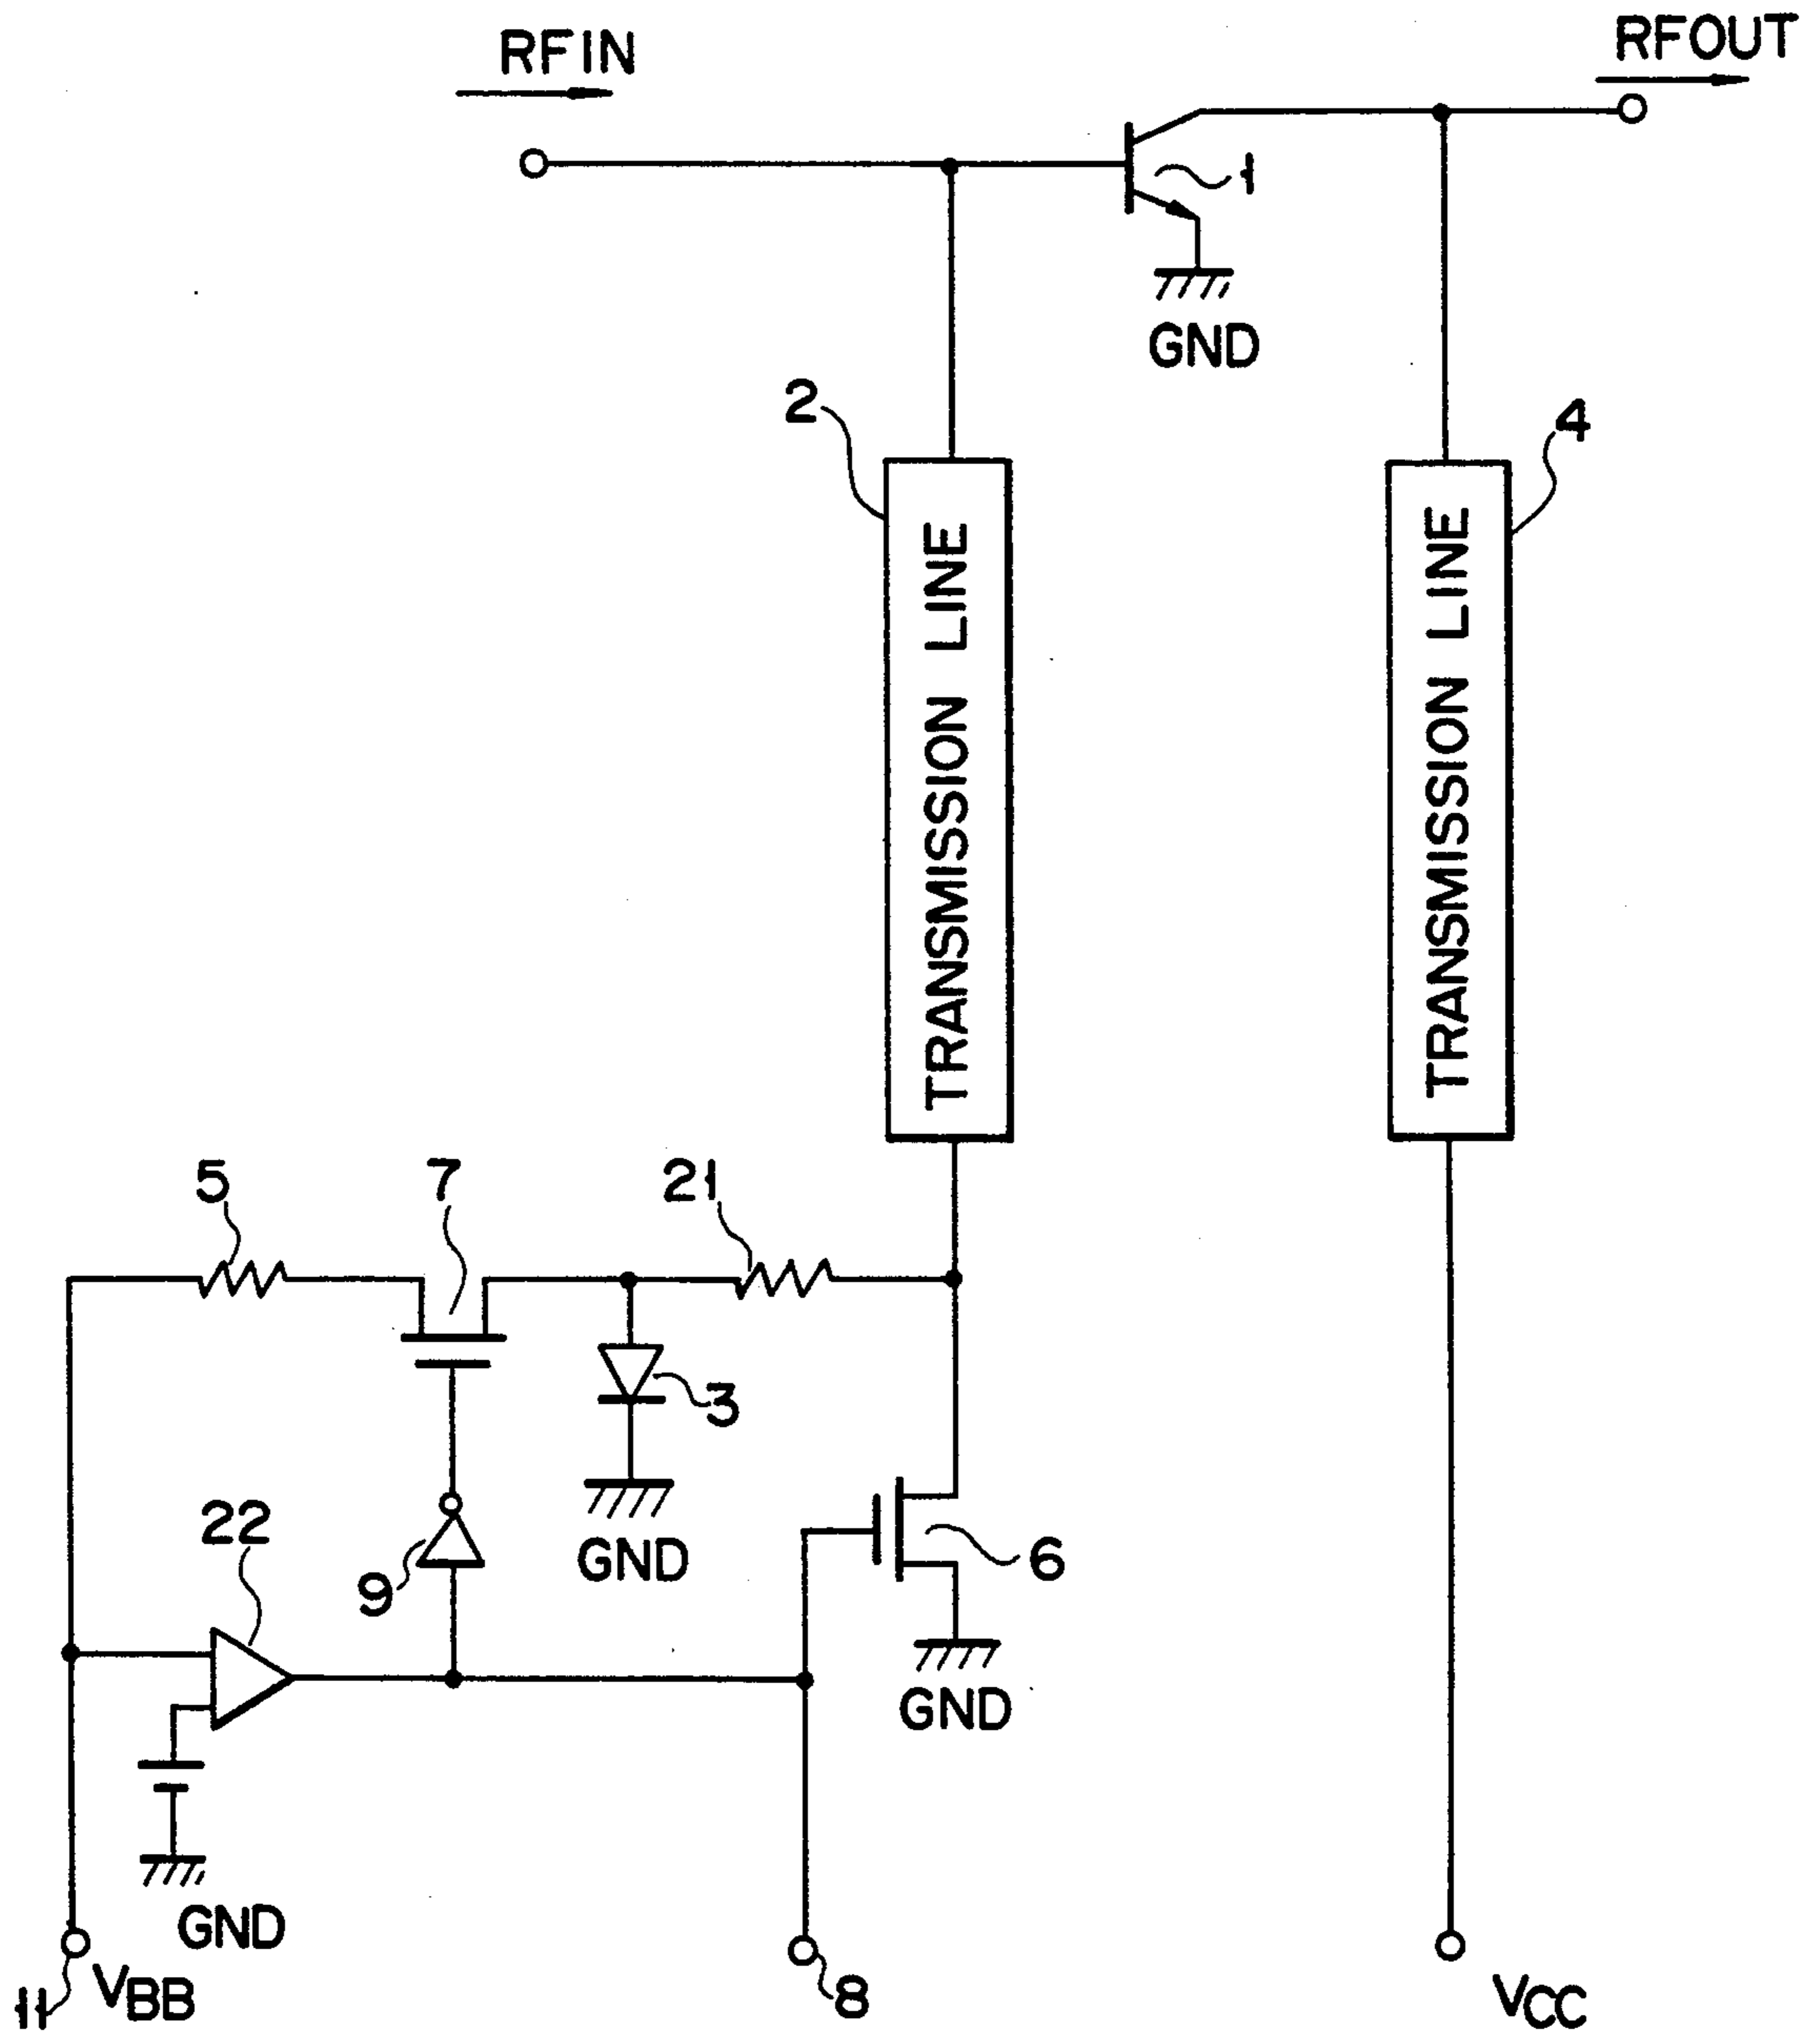 RFIN
RFOUT
1
GND
2
4
TRANSMISSION LINE
TRANSMISSION LINE
5
7
21
3
22
9
GND
6
GND
GND
11
VBB
8
VCC